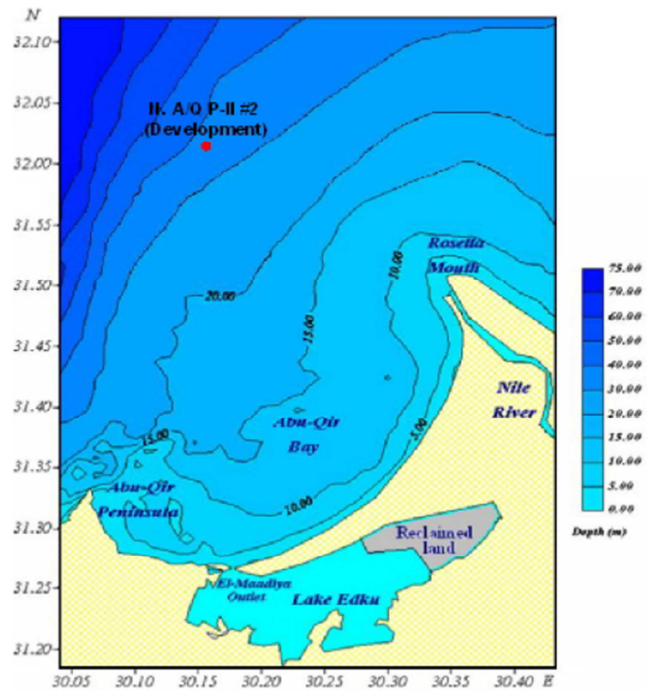 N
32.10
32.05
32.00
31.55
31.50
31.45
31.40
31.35
31.30
31.25
31.20
(Development)
20.00
15.00
10.00
Rosetta
Mouth
Nile
River
Abu-Qir
Bay
5.00
15.00
10.00
Abu-Qir
Peninsula
Reclaimed
land
El-Maadiya
Outlet
Lake Edku
30.05 30.10 30.15 30.20 30.25 30.30 30.35 30.40 E
75.00
70.00
60.00
50.00
40.00
30.00
20.00
15.00
10.00
5.00
0.00
Depth (m)